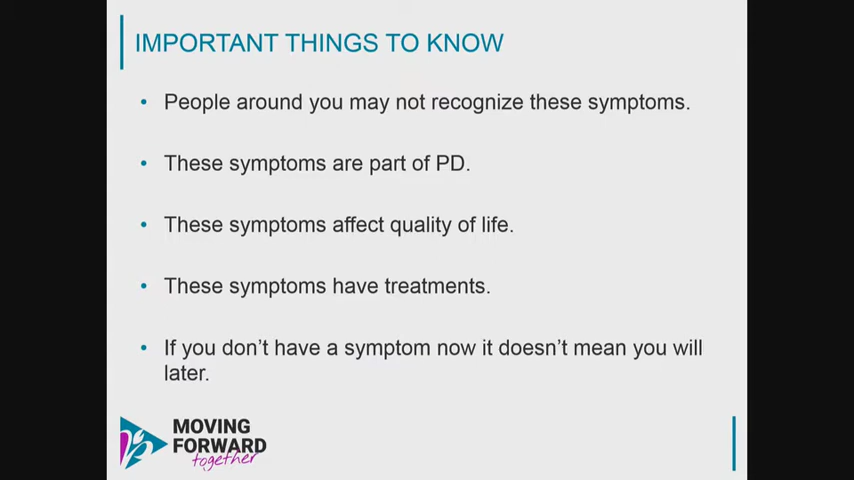 IMPORTANT THINGS TO KNOW
• People around you may not recognize these symptoms.
• These symptoms are part of PD.
• These symptoms affect quality of life.
• These symptoms have treatments.
• If you don’t have a symptom now it doesn’t mean you will
later.
MOVING
FORWARD
together